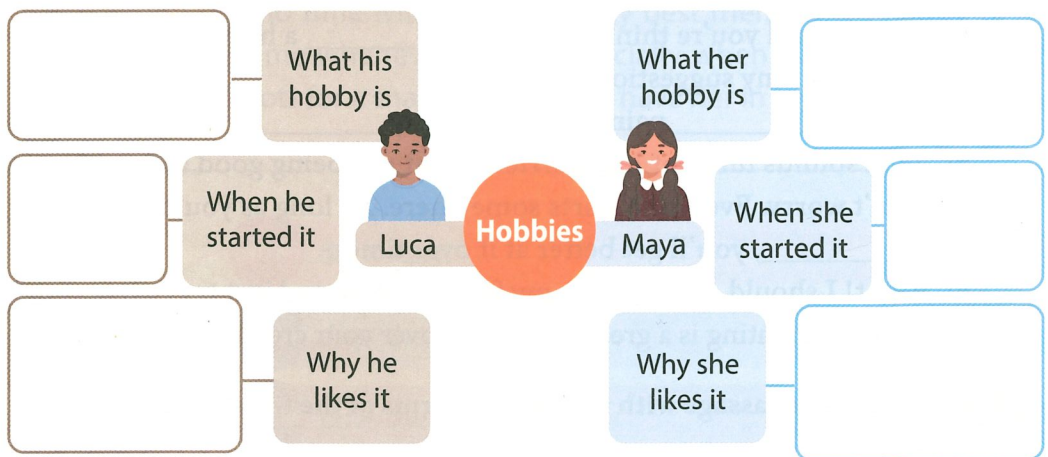 What his
hobby is
When he
started it
Why he
likes it
Luca
Hobbies
Maya
What her
hobby is
When she
started it
Why she
likes it